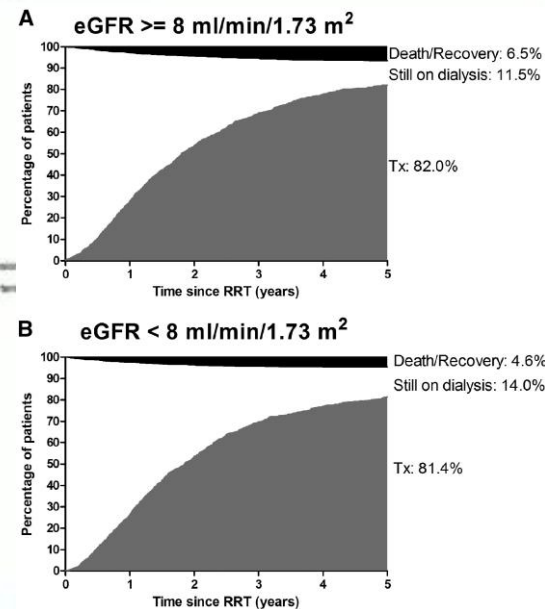 A
eGFR >= 8 ml/min/1.73 m²
Percentage of patients
100
90
80
70
60
50
40
30
20
10
0
Death/Recovery: 6.5%
Still on dialysis: 11.5%
Tx: 82.0%
0 1 2 3 4 5
Time since RRT (years)
B
eGFR < 8 ml/min/1.73 m²
Percentage of patients
100
90
80
70
60
50
40
30
20
10
0
Death/Recovery: 4.6%
Still on dialysis: 14.0%
Tx: 81.4%
0 1 2 3 4 5
Time since RRT (years)